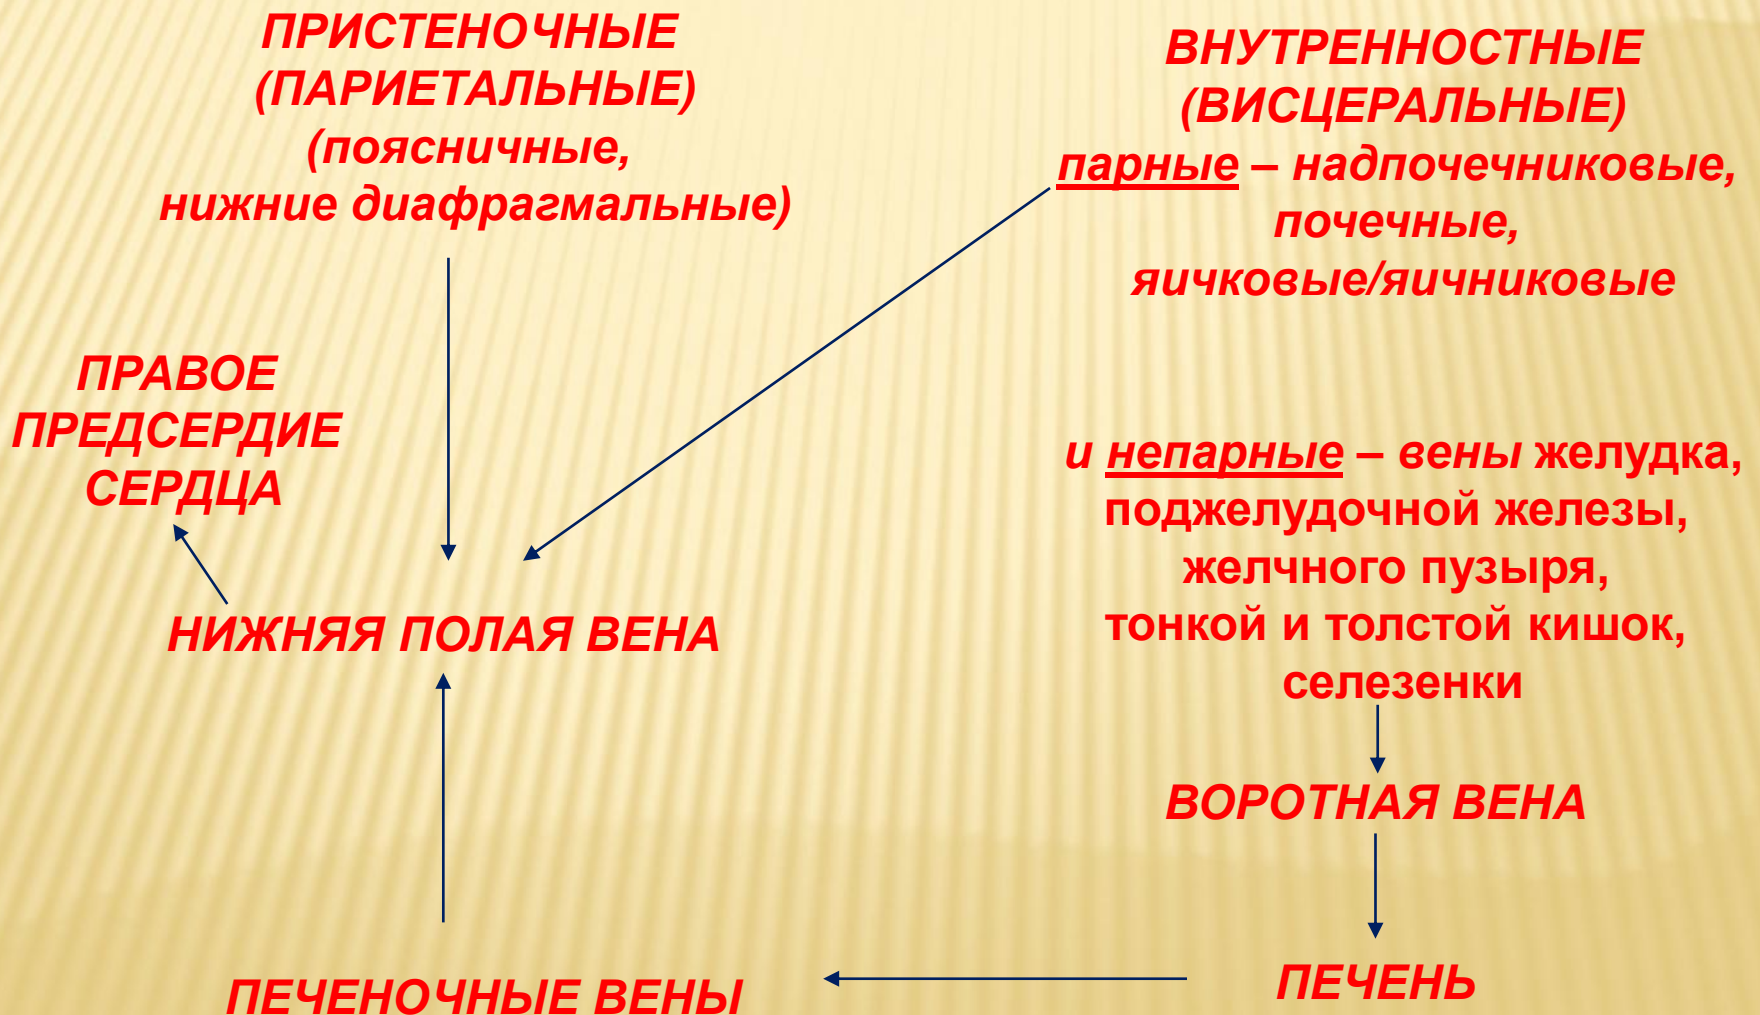 ПРИСТЕНОЧНЫЕ
(ПАРИЕТАЛЬНЫЕ)
(поясничные,
нижние диафрагмальные)
ВНУТРЕННОСТНЫЕ
(ВИСЦЕРАЛЬНЫЕ)
парные – надпочечниковые,
почечные,
яичковые/яичниковые
ПРАВОЕ
ПРЕДСЕРДИЕ
СЕРДЦА
и непарные – вены желудка,
поджелудочной железы,
желчного пузыря,
тонкой и толстой кишок,
селезенки
НИЖНЯЯ ПОЛАЯ ВЕНА
ВОРОТНАЯ ВЕНА
ПЕЧЕНОЧНЫЕ ВЕНЫ
ПЕЧЕНЬ